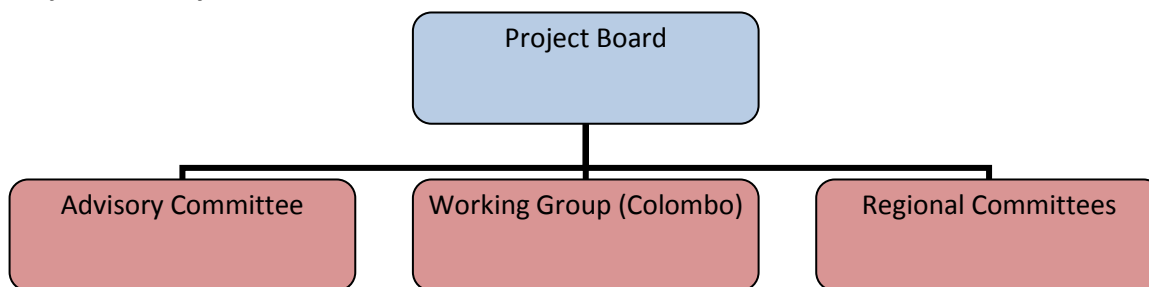 Project Board
Advisory Committee
Working Group (Colombo)
Regional Committees